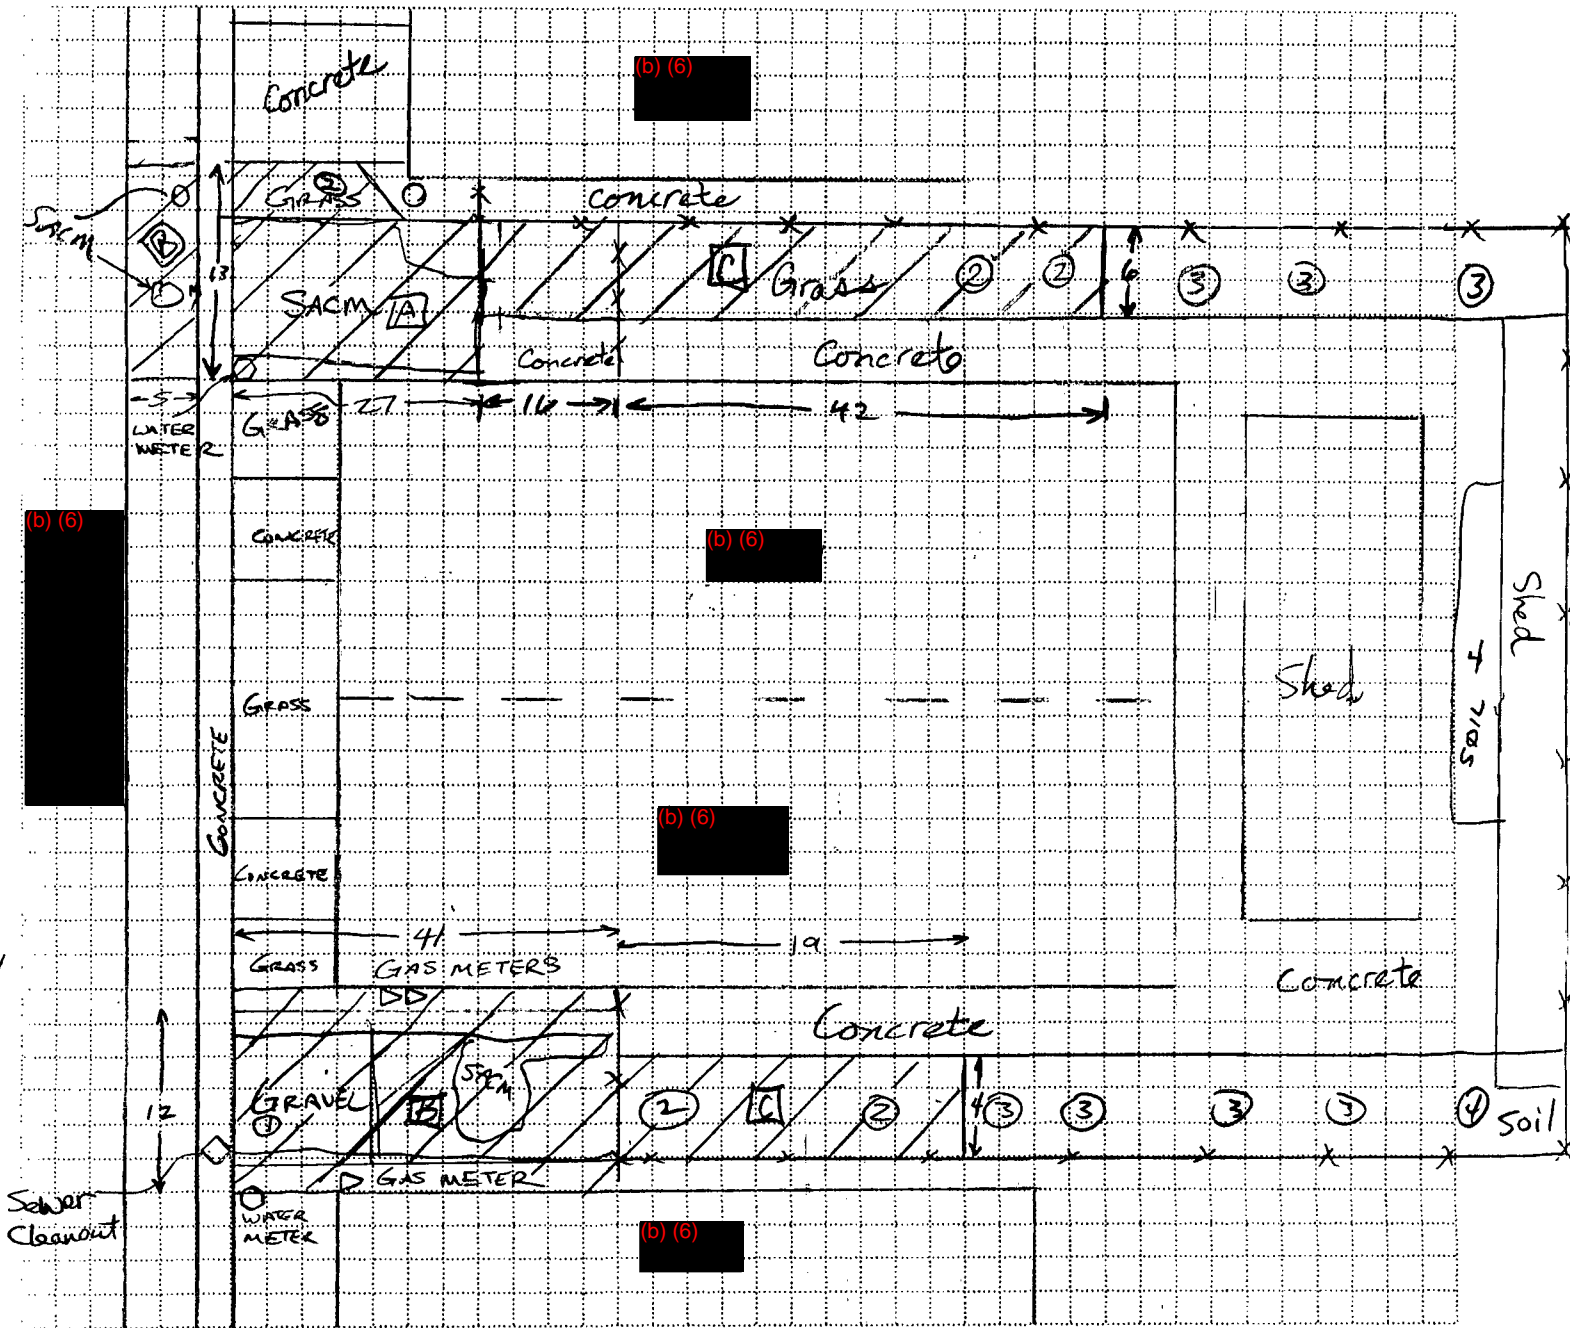 Concrete
(b) (6)
GRASS
2
concrete
SACM
B
13
SACM
A
C
Grass
2
2
6
3
3
3
Concrete
Concrete
5
27
16
42
WATER
METER
GRASS
CONCRETE
(b) (6)
(b) (6)
Shed
GRASS
Shed
SOIL 4
CONCRETE
(b) (6)
CONCRETE
41
19
GRASS
GAS METERS
Concrete
Concrete
SACM
GRAVEL
1
B
2
C
2
4
3
3
3
3
4
Soil
12
GAS METER
Sewer
Cleanout
WATER
METER
(b) (6)